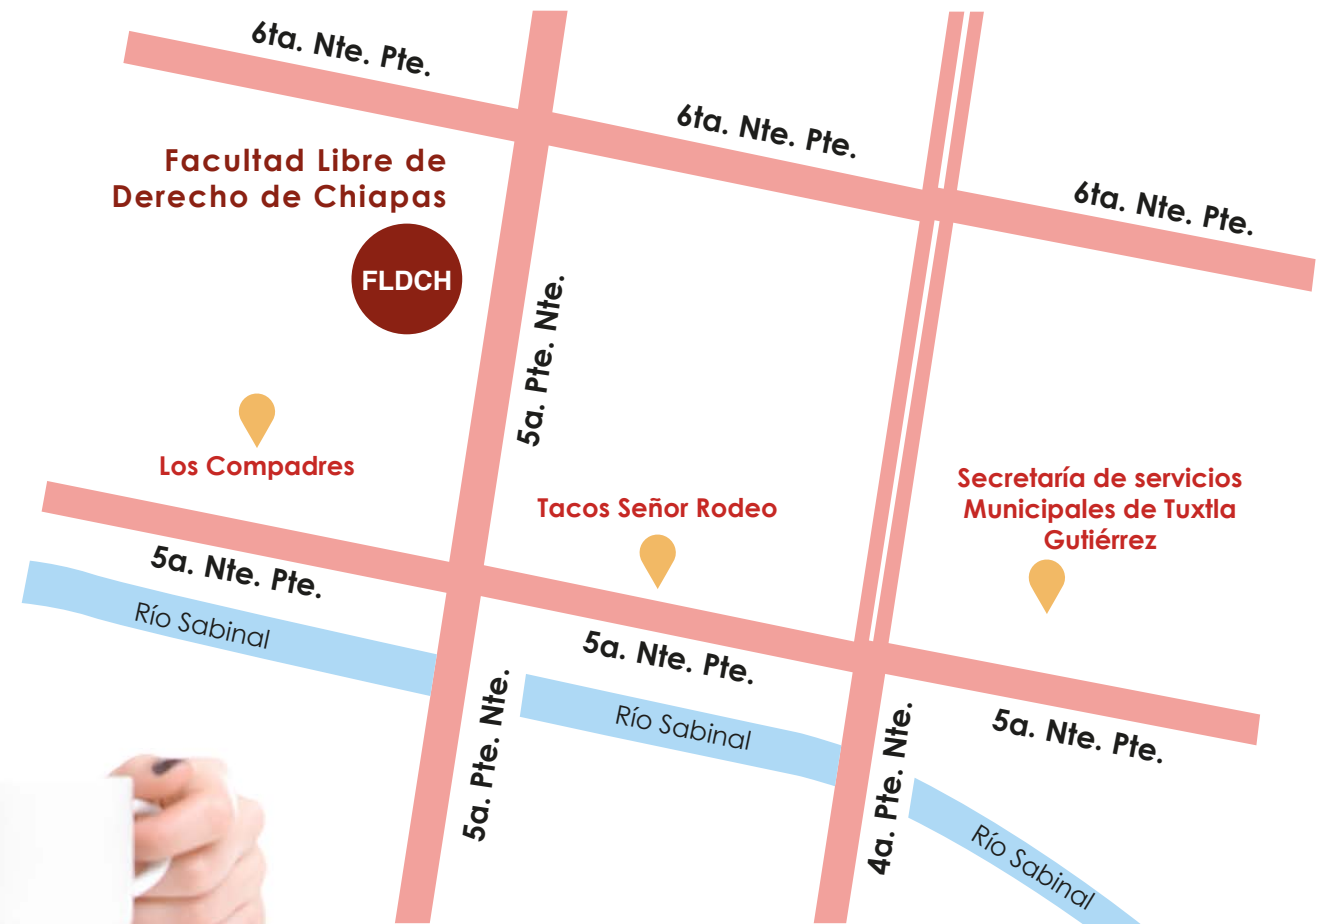 6ta. Nte. Pte.
6ta. Nte. Pte.
6ta. Nte. Pte.
Facultad Libre de
Derecho de Chiapas
FLDCH
5a. Pte. Nte.
Los Compadres
Tacos Señor Rodeo
Secretaría de servicios
Municipales de Tuxtla
Gutiérrez
5a. Nte. Pte.
Río Sabinal
5a. Nte. Pte.
5a. Pte. Nte.
Río Sabinal
4a. Pte. Nte.
5a. Nte. Pte.
Río Sabinal